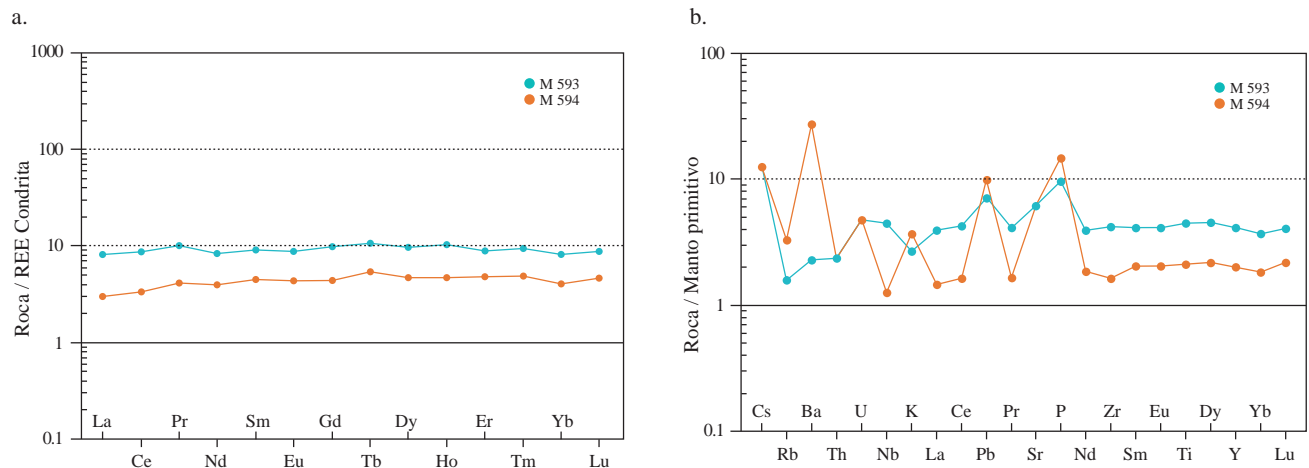 a.
1000
100
10
1
0.1
Roca / REE Condrita
M 593
M 594
La Pr Sm Gd Dy Er Yb
Ce Nd Eu Tb Ho Tm Lu
b.
100
10
1
0.1
Roca / Manto primitivo
M 593
M 594
Cs Ba U K Ce Pr P Zr Eu Dy Yb
Rb Th Nb La Pb Sr Nd Sm Ti Y Lu